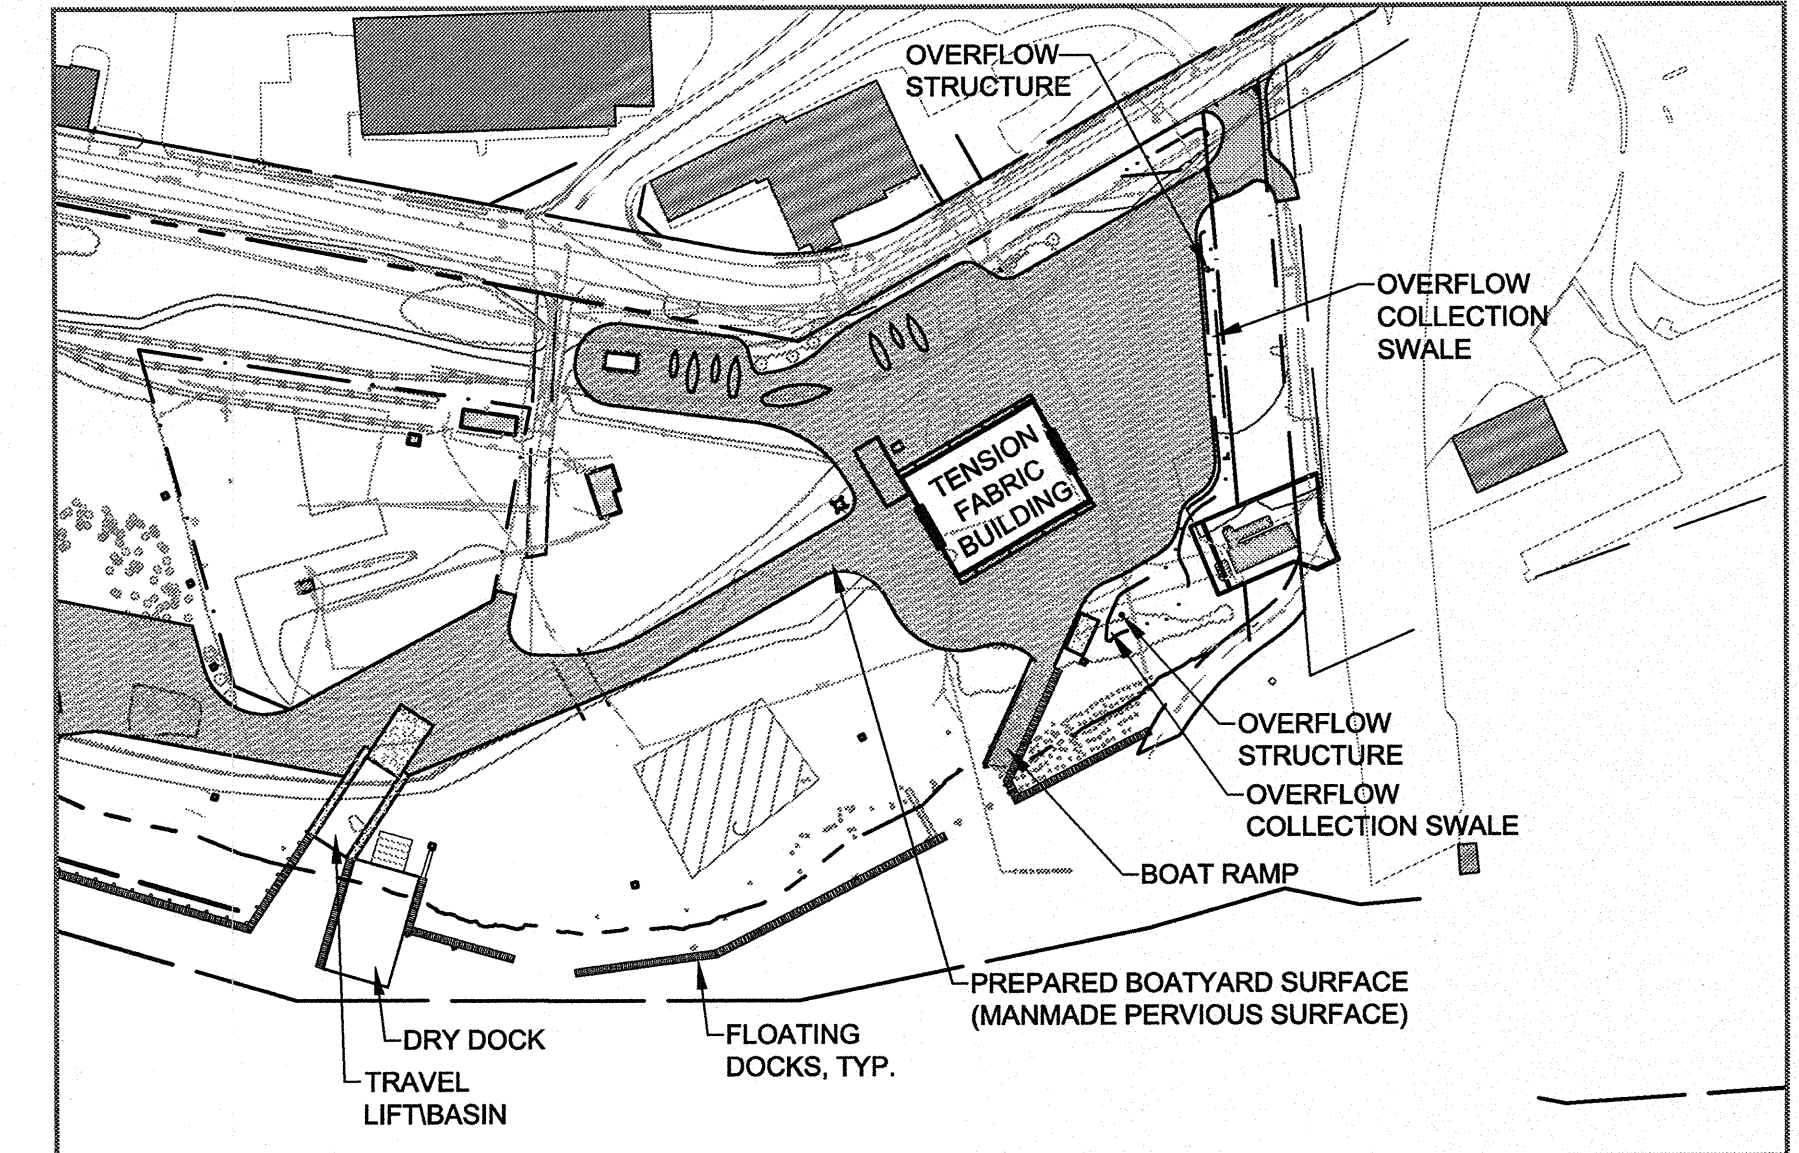 OVERFLOW
STRUCTURE
OVERFLOW
COLLECTION
SWALE
TENSION
FABRIC
BUILDING
OVERFLOW
STRUCTURE
OVERFLOW
COLLECTION SWALE
BOAT RAMP
PREPARED BOATYARD SURFACE
(MANMADE PERVIOUS SURFACE)
DRY DOCK
FLOATING
DOCKS, TYP.
TRAVEL
LIFT\BASIN